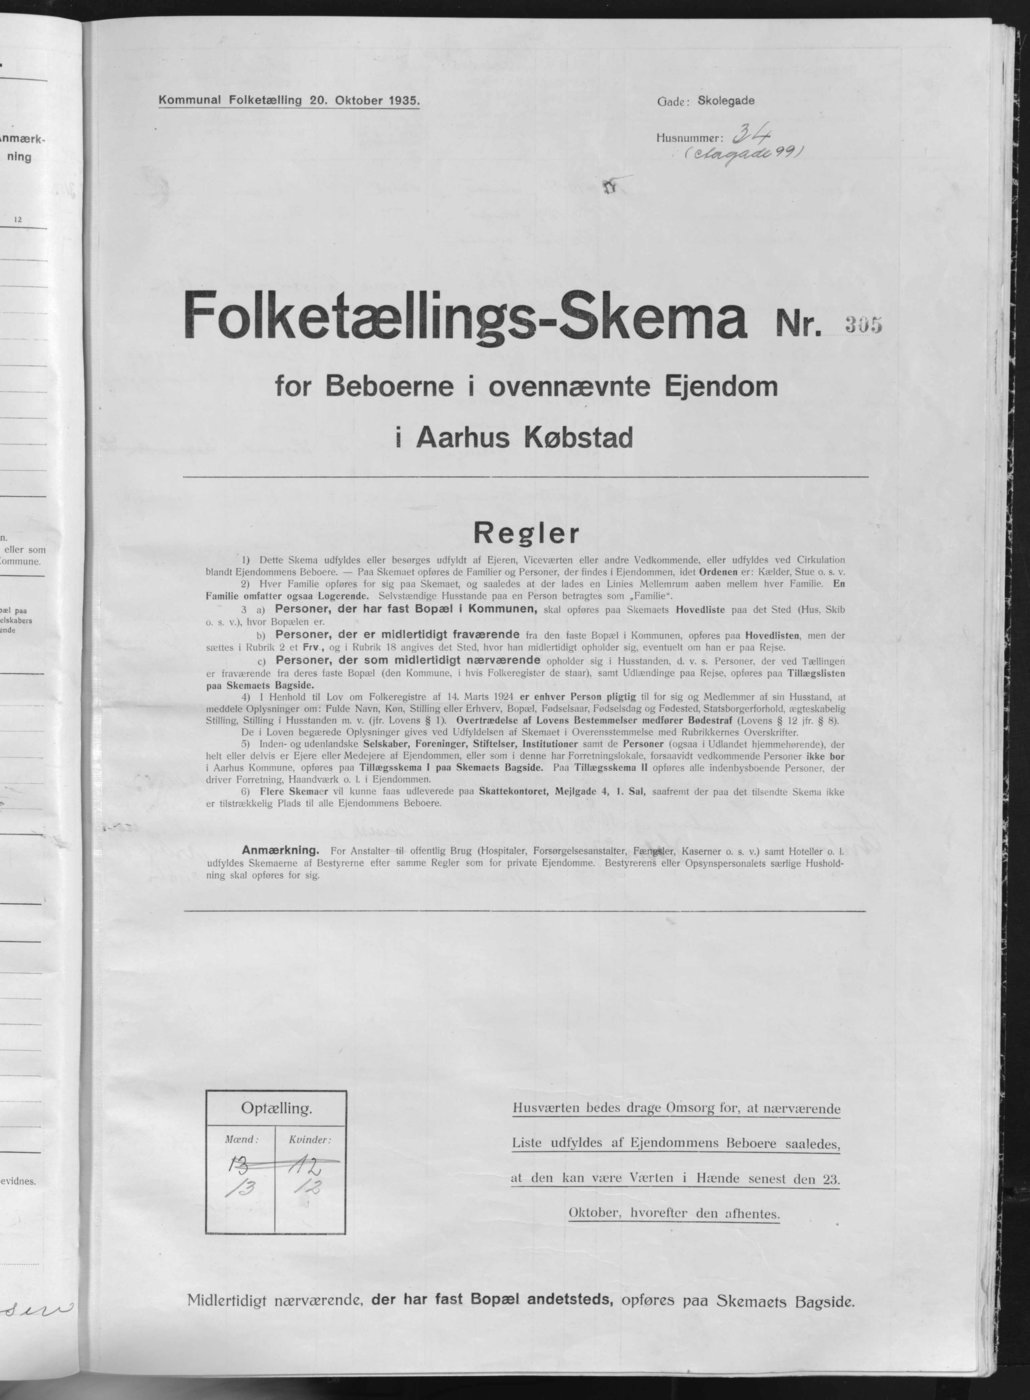 Kommunal Folketælling 20. Oktober 1935.
Gade: Skolegade
Husnummer: 34
99)
Folketællings-Skema Nr. 305
for Beboerne i ovennævnte Ejendom
i Aarhus Købstad
Regler
1) Dette Skema udfyldes eller besørges udfyldt af Ejeren, Viceværten eller andre Vedkommende, eller udfyldes ved Cirkulation
blandt Ejendommens Beboere. — Paa Skemaet opføres de Familier og Personer, der findes i Ejendommen, idet Ordenen er: Kælder, Stue o. s. v.
2) Hver Familie opføres for sig paa Skemaet, og saaledes at der lades en Linies Mellemrum aaben mellem hver Familie. En
Familie omfatter ogsaa Logerende. Selvstændige Husstande paa en Person betragtes som „Familie".
3 a) Personer, der har fast Bopæl i Kommunen, skal opføres paa Skemaets Hovedliste paa det Sted (Hus, Skib
o. s. v.), hvor Bopælen er.
b) Personer, der er midlertidigt fraværende fra den faste Bopæl i Kommunen, opføres paa Hovedlisten, men der
sættes i Rubrik 2 et Frv., og i Rubrik 18 angives det Sted, hvor han midlertidigt opholder sig, eventuelt om han er paa Rejse.
c) Personer, der som midlertidigt nærværende opholder sig i Husstanden, d. v. s. Personer, der ved Tællingen
er fraværende fra deres faste Bopæl (den Kommune, i hvis Folkeregister de staar), samt Udlændinge paa Rejse, opføres paa Tillægslisten
paa Skemaets Bagside.
4) I Henhold til Lov om Folkeregistre af 14. Marts 1924 er enhver Person pligtig til for sig og Medlemmer af sin Husstand, at
meddele Oplysninger om: Fulde Navn, Køn, Stilling eller Erhverv, Bopæl, Fødselsaar, Fødselsdag og Fødested, Statsborgerforhold, ægteskabelig
Stilling, Stilling i Husstanden m. v. (jfr. Lovens § 1). Overtrædelse af Lovens Bestemmelser medfører Bødestraf (Lovens § 12 jfr. § 8).
De i Loven begærede Oplysninger gives ved Udfyldelsen af Skemaet i Overensstemmelse med Rubrikkernes Overskrifter.
5) Inden- og udenlandske Selskaber, Foreninger, Stiftelser, Institutioner samt de Personer (ogsaa i Udlandet hjemmehørende), der
helt eller delvis er Ejere eller Medejere af Ejendommen, eller som i denne har Forretningslokale, forsaavidt vedkommende Personer ikke bor
i Aarhus Kommune, opføres paa Tillægsskema I paa Skemaets Bagside. Paa Tillægsskema II opføres alle indenbysboende Personer, der
driver Forretning, Haandværk o. l. i Ejendommen.
6) Flere Skemaer vil kunne faas udleverede paa Skattekontoret, Mejlgade 4, 1. Sal, saafremt der paa det tilsendte Skema ikke
er tilstrækkelig Plads til alle Ejendommens Beboere.
Anmærkning. For Anstalter til offentlig Brug (Hospitaler, Forsørgelsesanstalter, Fængsler, Kaserner o. s. v.) samt Hoteller o. l.
udfyldes Skemaerne af Bestyrerne efter samme Regler som for private Ejendomme. Bestyrerens eller Opsynspersonalets særlige Hushold-
ning skal opføres for sig.
Optælling.
Mænd: Kvinder:
13 12
13 12
Husværten bedes drage Omsorg for, at nærværende
Liste udfyldes af Ejendommens Beboere saaledes,
at den kan være Værten i Hænde senest den 23.
Oktober, hvorefter den afhentes.
Midlertidigt nærværende, der har fast Bopæl andetsteds, opføres paa Skemaets Bagside.